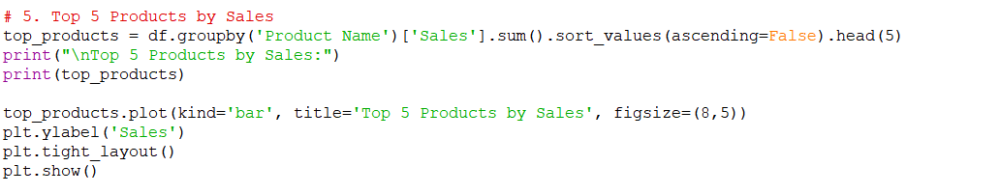 # 5. Top 5 Products by Sales
top_products = df.groupby('Product Name')['Sales'].sum().sort_values(ascending=False).head(5)
print("\nTop 5 Products by Sales:")
print(top_products)
top_products.plot(kind='bar', title='Top 5 Products by Sales', figsize=(8,5))
plt.ylabel('Sales')
plt.tight_layout()
plt.show()